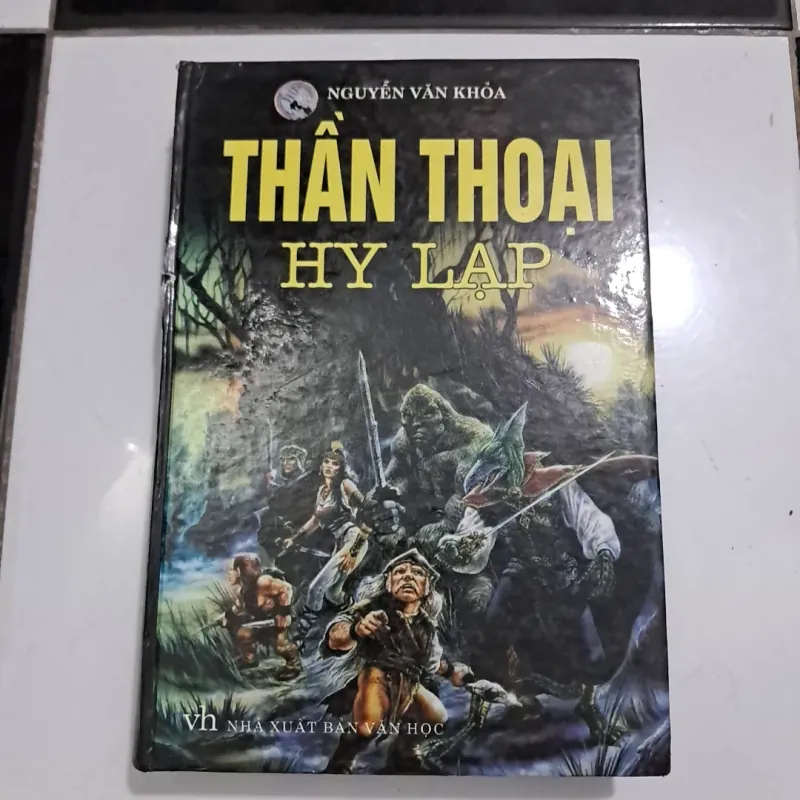 NGUYỄN VĂN KHỎA
THẦN THOẠI
HY LẠP
vh NHÀ XUẤT BẢN VĂN HỌC